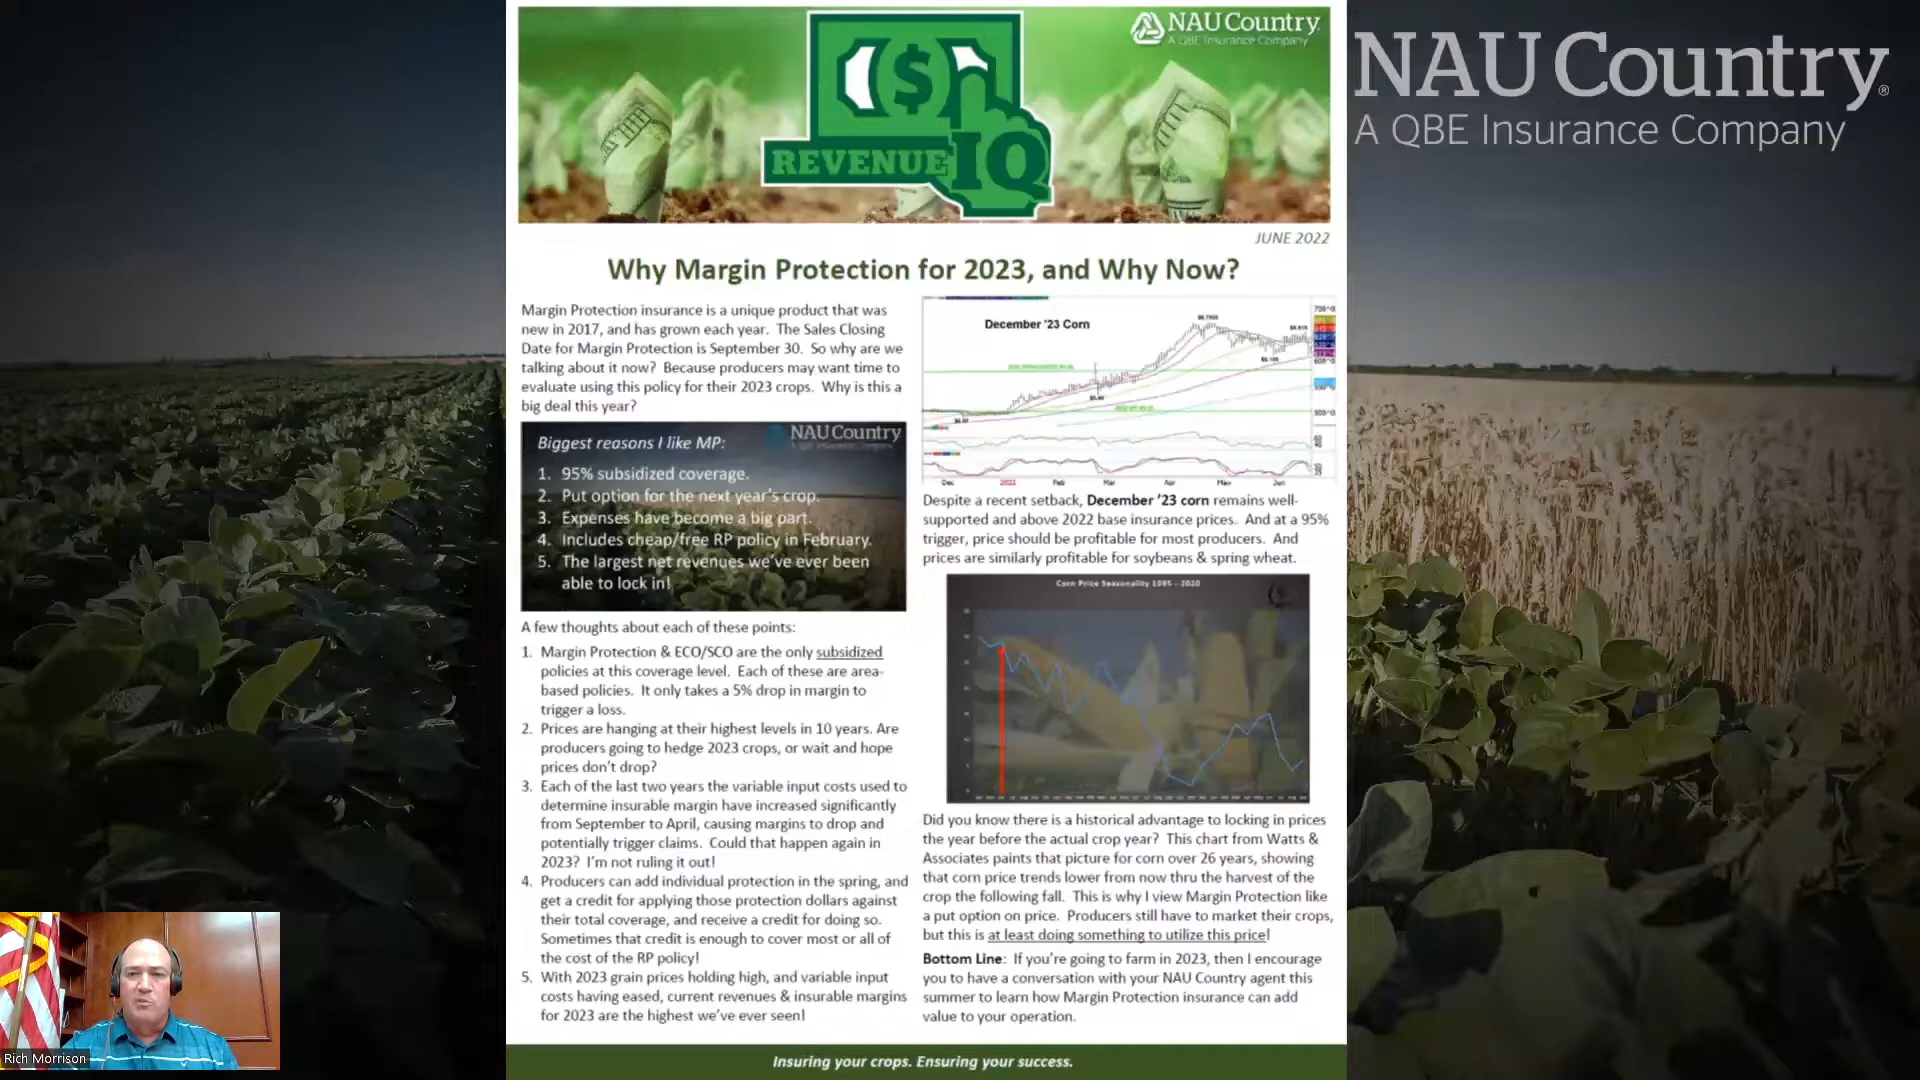 NAU Country®
A QBE Insurance Company
NAU Country.
A QBE Insurance Company
($)
REVENUE IQ
JUNE 2022
Why Margin Protection for 2023, and Why Now?
Margin Protection insurance is a unique product that was
new in 2017, and has grown each year. The Sales Closing
Date for Margin Protection is September 30. So why are we
talking about it now? Because producers may want time to
evaluate using this policy for their 2023 crops. Why is this a
big deal this year?
NAU Country
Biggest reasons I like MP:
1. 95% subsidized coverage.
2. Put option for the next year's crop.
3. Expenses have become a big part.
4. Includes cheap/free RP policy in February.
5. The largest net revenues we've ever been
able to lock in!
A few thoughts about each of these points:
1. Margin Protection & ECO/SCO are the only subsidized
policies at this coverage level. Each of these are area-
based policies. It only takes a 5% drop in margin to
trigger a loss.
2. Prices are hanging at their highest levels in 10 years. Are
producers going to hedge 2023 crops, or wait and hope
prices don't drop?
3. Each of the last two years the variable input costs used to
determine insurable margin have increased significantly
from September to April, causing margins to drop and
potentially trigger claims. Could that happen again in
2023? I'm not ruling it out!
4. Producers can add individual protection in the spring, and
get a credit for applying those protection dollars against
their total coverage, and receive a credit for doing so.
Sometimes that credit is enough to cover most or all of
the cost of the RP policy!
5. With 2023 grain prices holding high, and variable input
costs having eased, current revenues & insurable margins
for 2023 are the highest we've ever seen!
December '23 Corn
Dec 2022 Feb Mar Apr May Jun
Despite a recent setback, December '23 corn remains well-
supported and above 2022 base insurance prices. And at a 95%
trigger, price should be profitable for most producers. And
prices are similarly profitable for soybeans & spring wheat.
Corn Price Seasonality 1995 - 2020
Did you know there is a historical advantage to locking in prices
the year before the actual crop year? This chart from Watts &
Associates paints that picture for corn over 26 years, showing
that corn price trends lower from now thru the harvest of the
crop the following fall. This is why I view Margin Protection like
a put option on price. Producers still have to market their crops,
but this is at least doing something to utilize this price!
Bottom Line: If you're going to farm in 2023, then I encourage
you to have a conversation with your NAU Country agent this
summer to learn how Margin Protection insurance can add
value to your operation.
Insuring your crops. Ensuring your success.
Rich Morrison